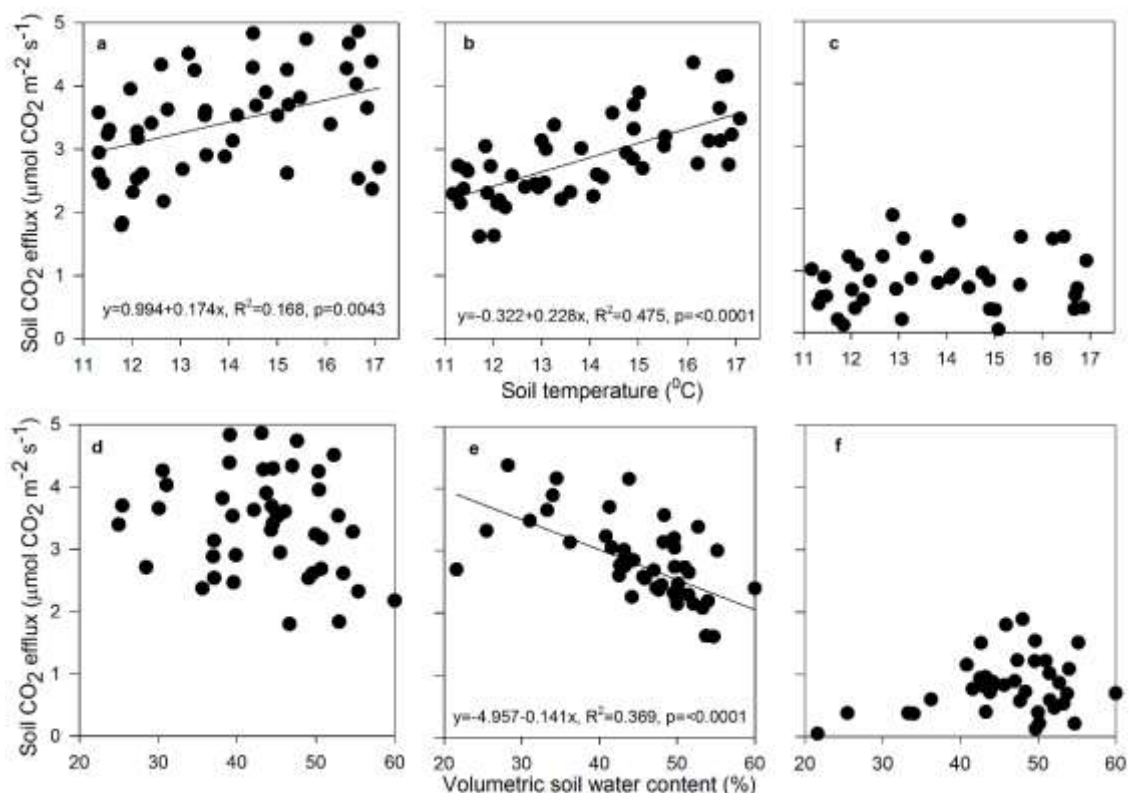 a
b
c
5
4
3
2
1
0
Soil CO2 efflux (μmol CO2 m-2 s-1)
y=0.994+0.174x, R2=0.168, p=0.0043
y=-0.322+0.228x, R2=0.475, p=<0.0001
11 12 13 14 15 16 17
11 12 13 14 15 16 17
11 12 13 14 15 16 17
Soil temperature (0C)
d
e
f
5
4
3
2
1
0
Soil CO2 efflux (μmol CO2 m-2 s-1)
y=-4.957-0.141x, R2=0.369, p=<0.0001
20 30 40 50 60
20 30 40 50 60
20 30 40 50 60
Volumetric soil water content (%)